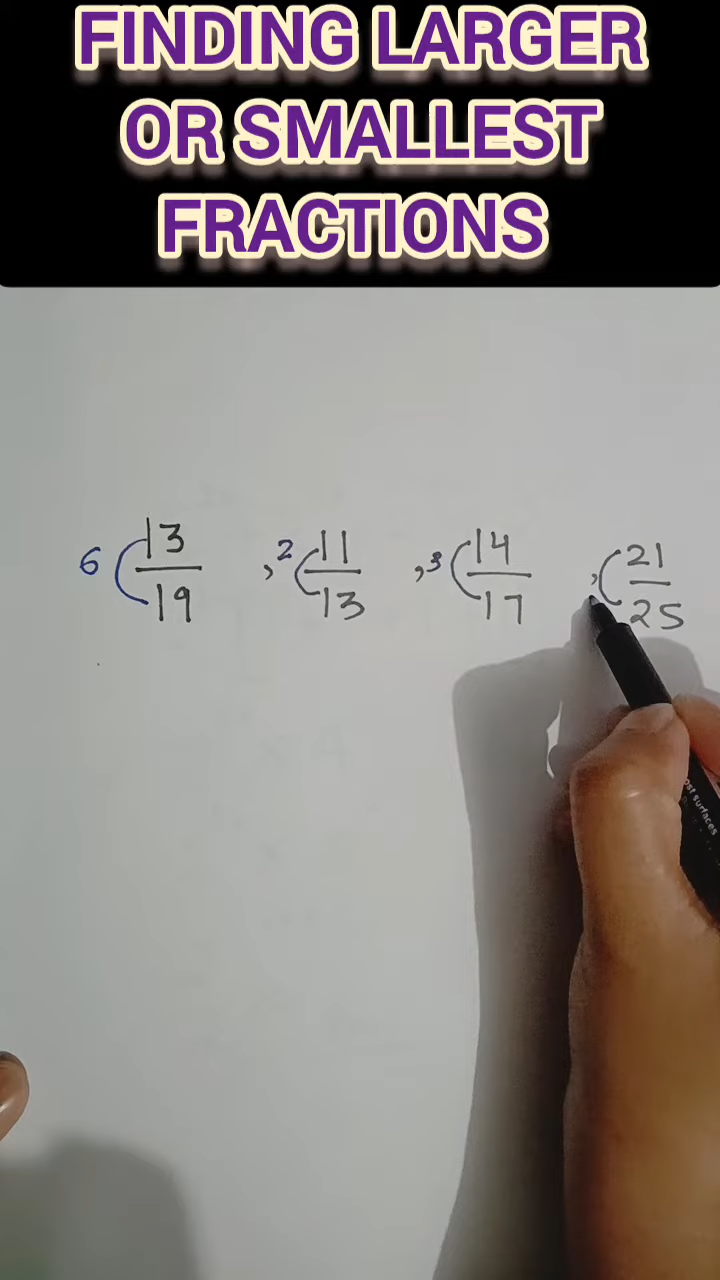 FINDING LARGER
OR SMALLEST
FRACTIONS
6 13/19 , 2 11/13 , 3 14/17 , 21/25